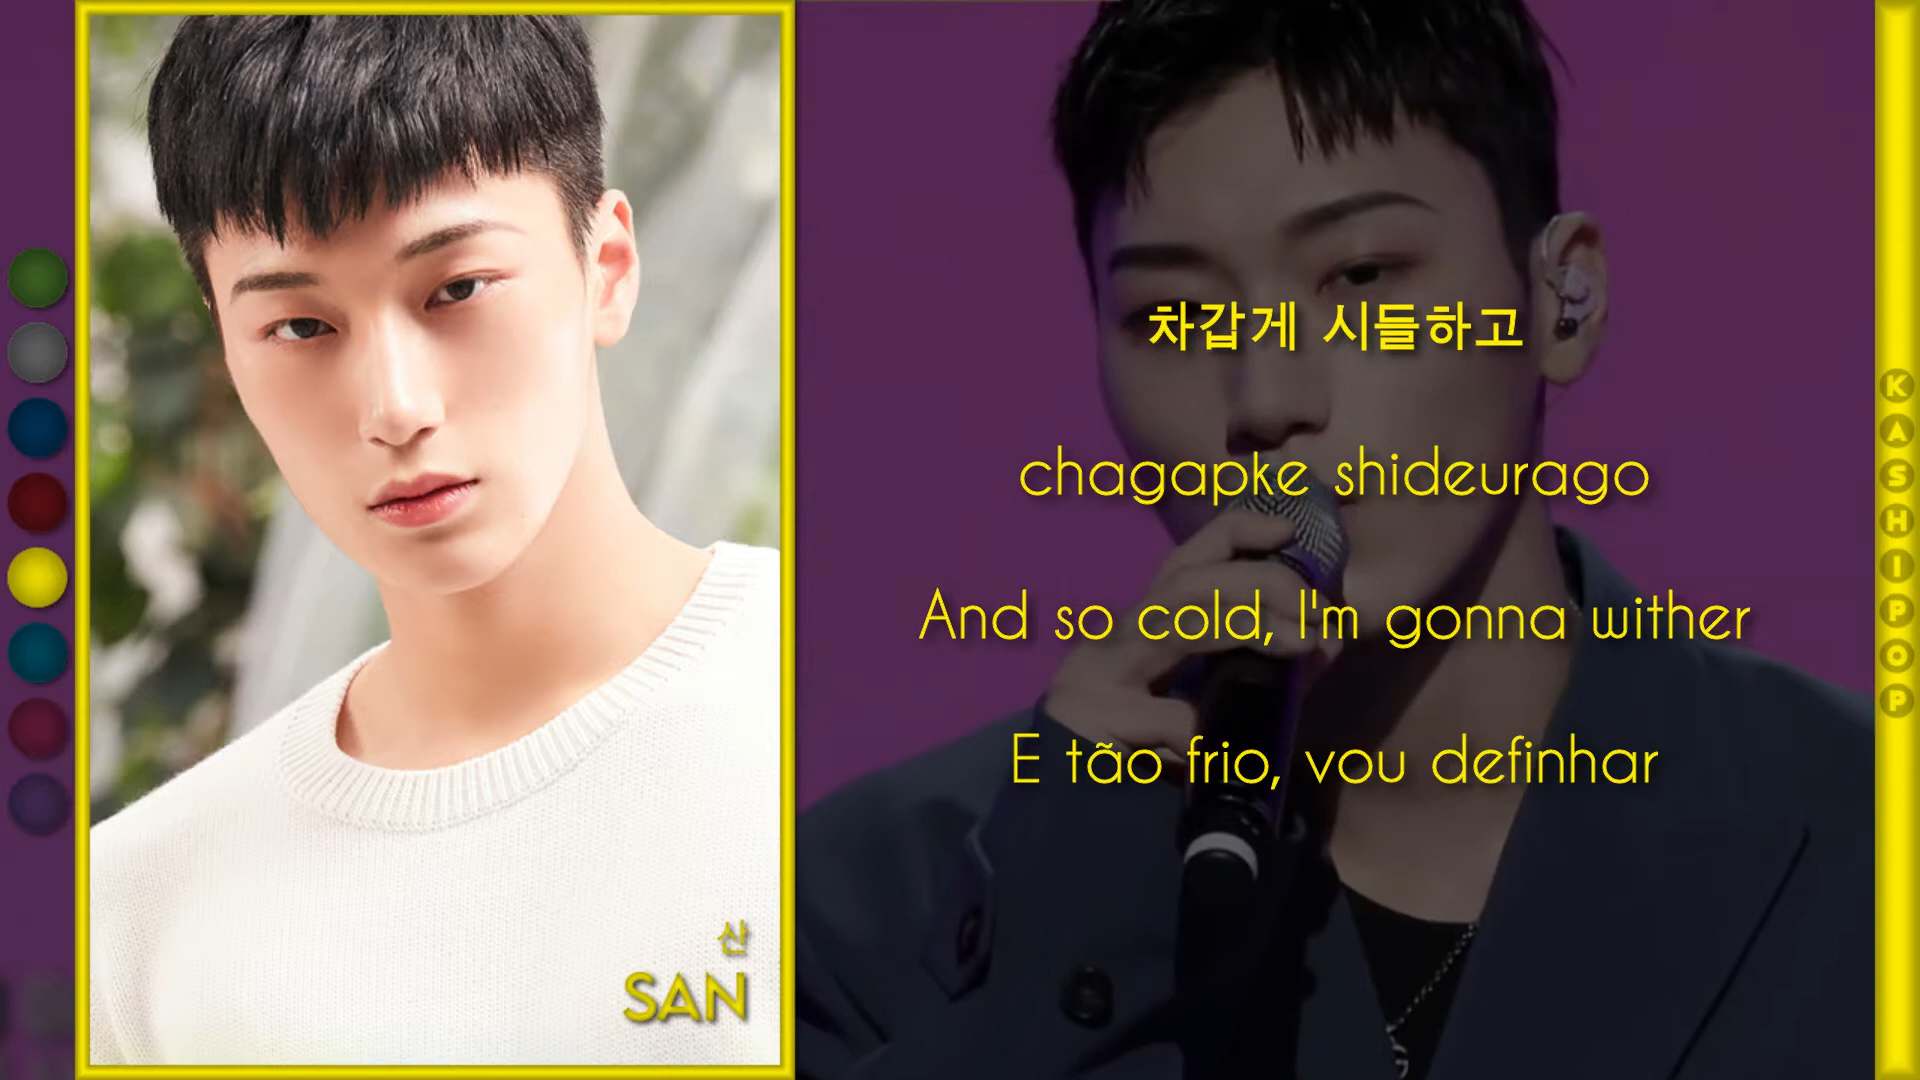 산
SAN
차갑게 시들하고
chagapke shideurago
And so cold, I'm gonna wither
E tão frio, vou definhar
KASHIPOP